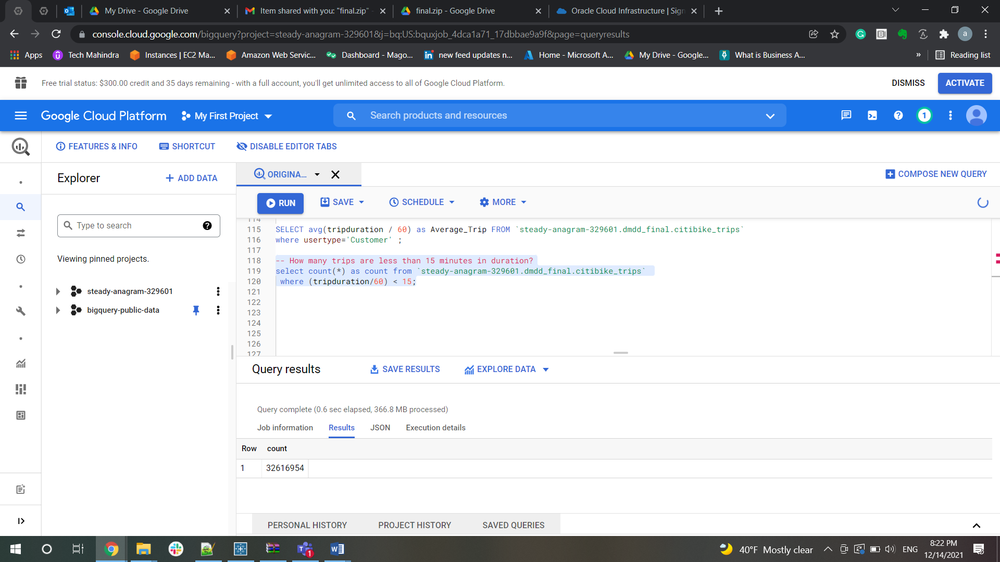 My Drive - Google Drive
Item shared with you: "final.zip"
final.zip - Google Drive
Oracle Cloud Infrastructure | Sign
console.cloud.google.com/bigquery?project=steady-anagram-329601&j=bq:US:bquxjob_4dca1a71_17dbbae9a9f&page=queryresults
a
Apps
Tech Mahindra
Instances | EC2 Ma...
Amazon Web Servic...
Dashboard - Mago...
new feed updates n...
Home - Microsoft A...
My Drive - Google...
What is Business A...
»
Reading list
Free trial status: $300.00 credit and 35 days remaining - with a full account, you'll get unlimited access to all of Google Cloud Platform.
DISMISS
ACTIVATE
Google Cloud Platform
My First Project
Search products and resources
1
FEATURES & INFO
SHORTCUT
DISABLE EDITOR TABS
Explorer
+ ADD DATA
ORIGINA...
COMPOSE NEW QUERY
RUN
SAVE
SCHEDULE
MORE
Type to search
Viewing pinned projects.
steady-anagram-329601
bigquery-public-data
114
115 SELECT avg(tripduration / 60) as Average_Trip FROM `steady-anagram-329601.dmdd_final.citibike_trips`
116 where usertype='Customer' ;
117
118 -- How many trips are less than 15 minutes in duration?
119 select count(*) as count from `steady-anagram-329601.dmdd_final.citibike_trips`
120 where (tripduration/60) < 15;
121
122
123
124
125
126
127
Query results
SAVE RESULTS
EXPLORE DATA
Query complete (0.6 sec elapsed, 366.8 MB processed)
Job information
Results
JSON
Execution details
Row count
1 32616954
PERSONAL HISTORY
PROJECT HISTORY
SAVED QUERIES
40°F Mostly clear
ENG
8:22 PM
12/14/2021